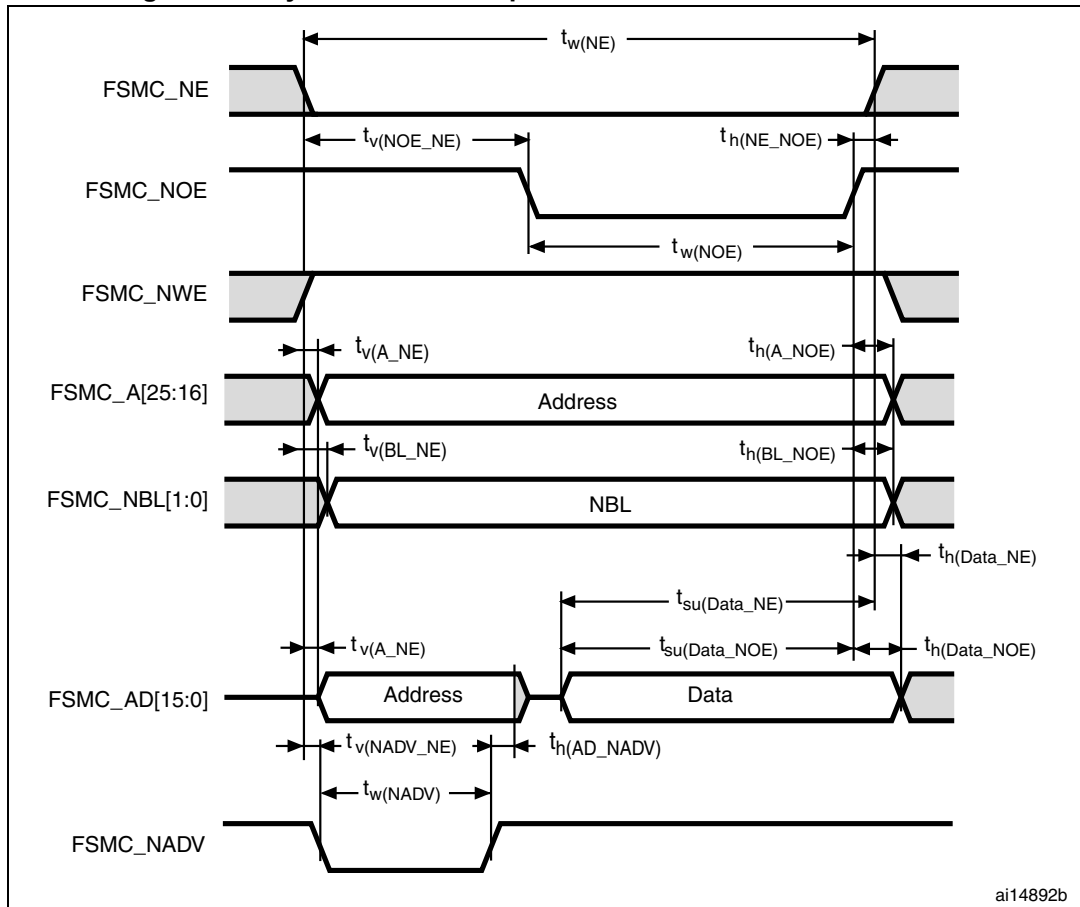 tw(NE)
FSMC_NE
tv(NOE_NE)
th(NE_NOE)
FSMC_NOE
tw(NOE)
FSMC_NWE
tv(A_NE)
th(A_NOE)
FSMC_A[25:16]
Address
tv(BL_NE)
th(BL_NOE)
FSMC_NBL[1:0]
NBL
th(Data_NE)
tsu(Data_NE)
tv(A_NE)
tsu(Data_NOE)
th(Data_NOE)
FSMC_AD[15:0]
Address
Data
tv(NADV_NE)
th(AD_NADV)
tw(NADV)
FSMC_NADV
ai14892b